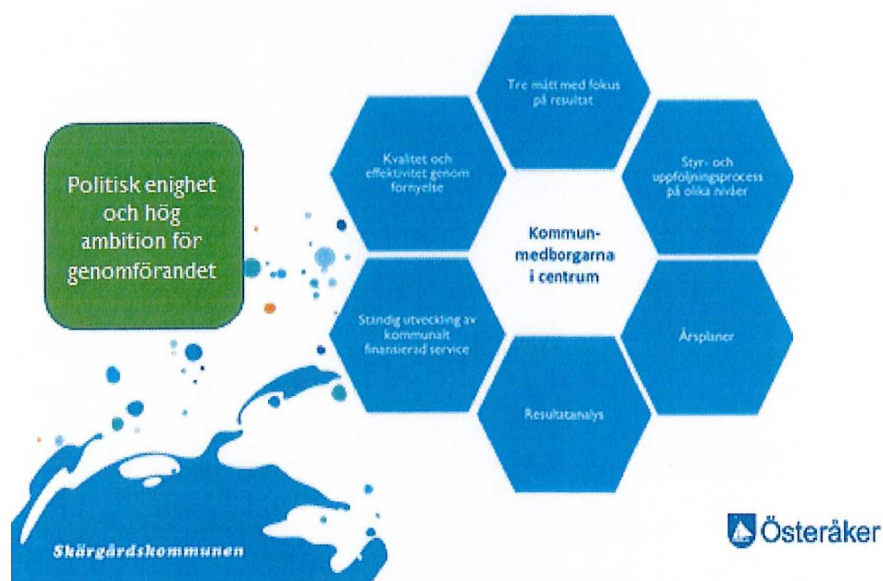 Politisk enighet
och hög
ambition för
genomförandet
Tre mått med fokus
på resultat
Kvalitet och
effektivitet genom
förnyelse
Styr- och
uppföljningsprocess
på olika nivåer
Kommun-
medborgarna
i centrum
Ständig utveckling av
kommunalt
finansierad service
Årsplaner
Resultatanalys
Skärgårdskommunen
Österåker